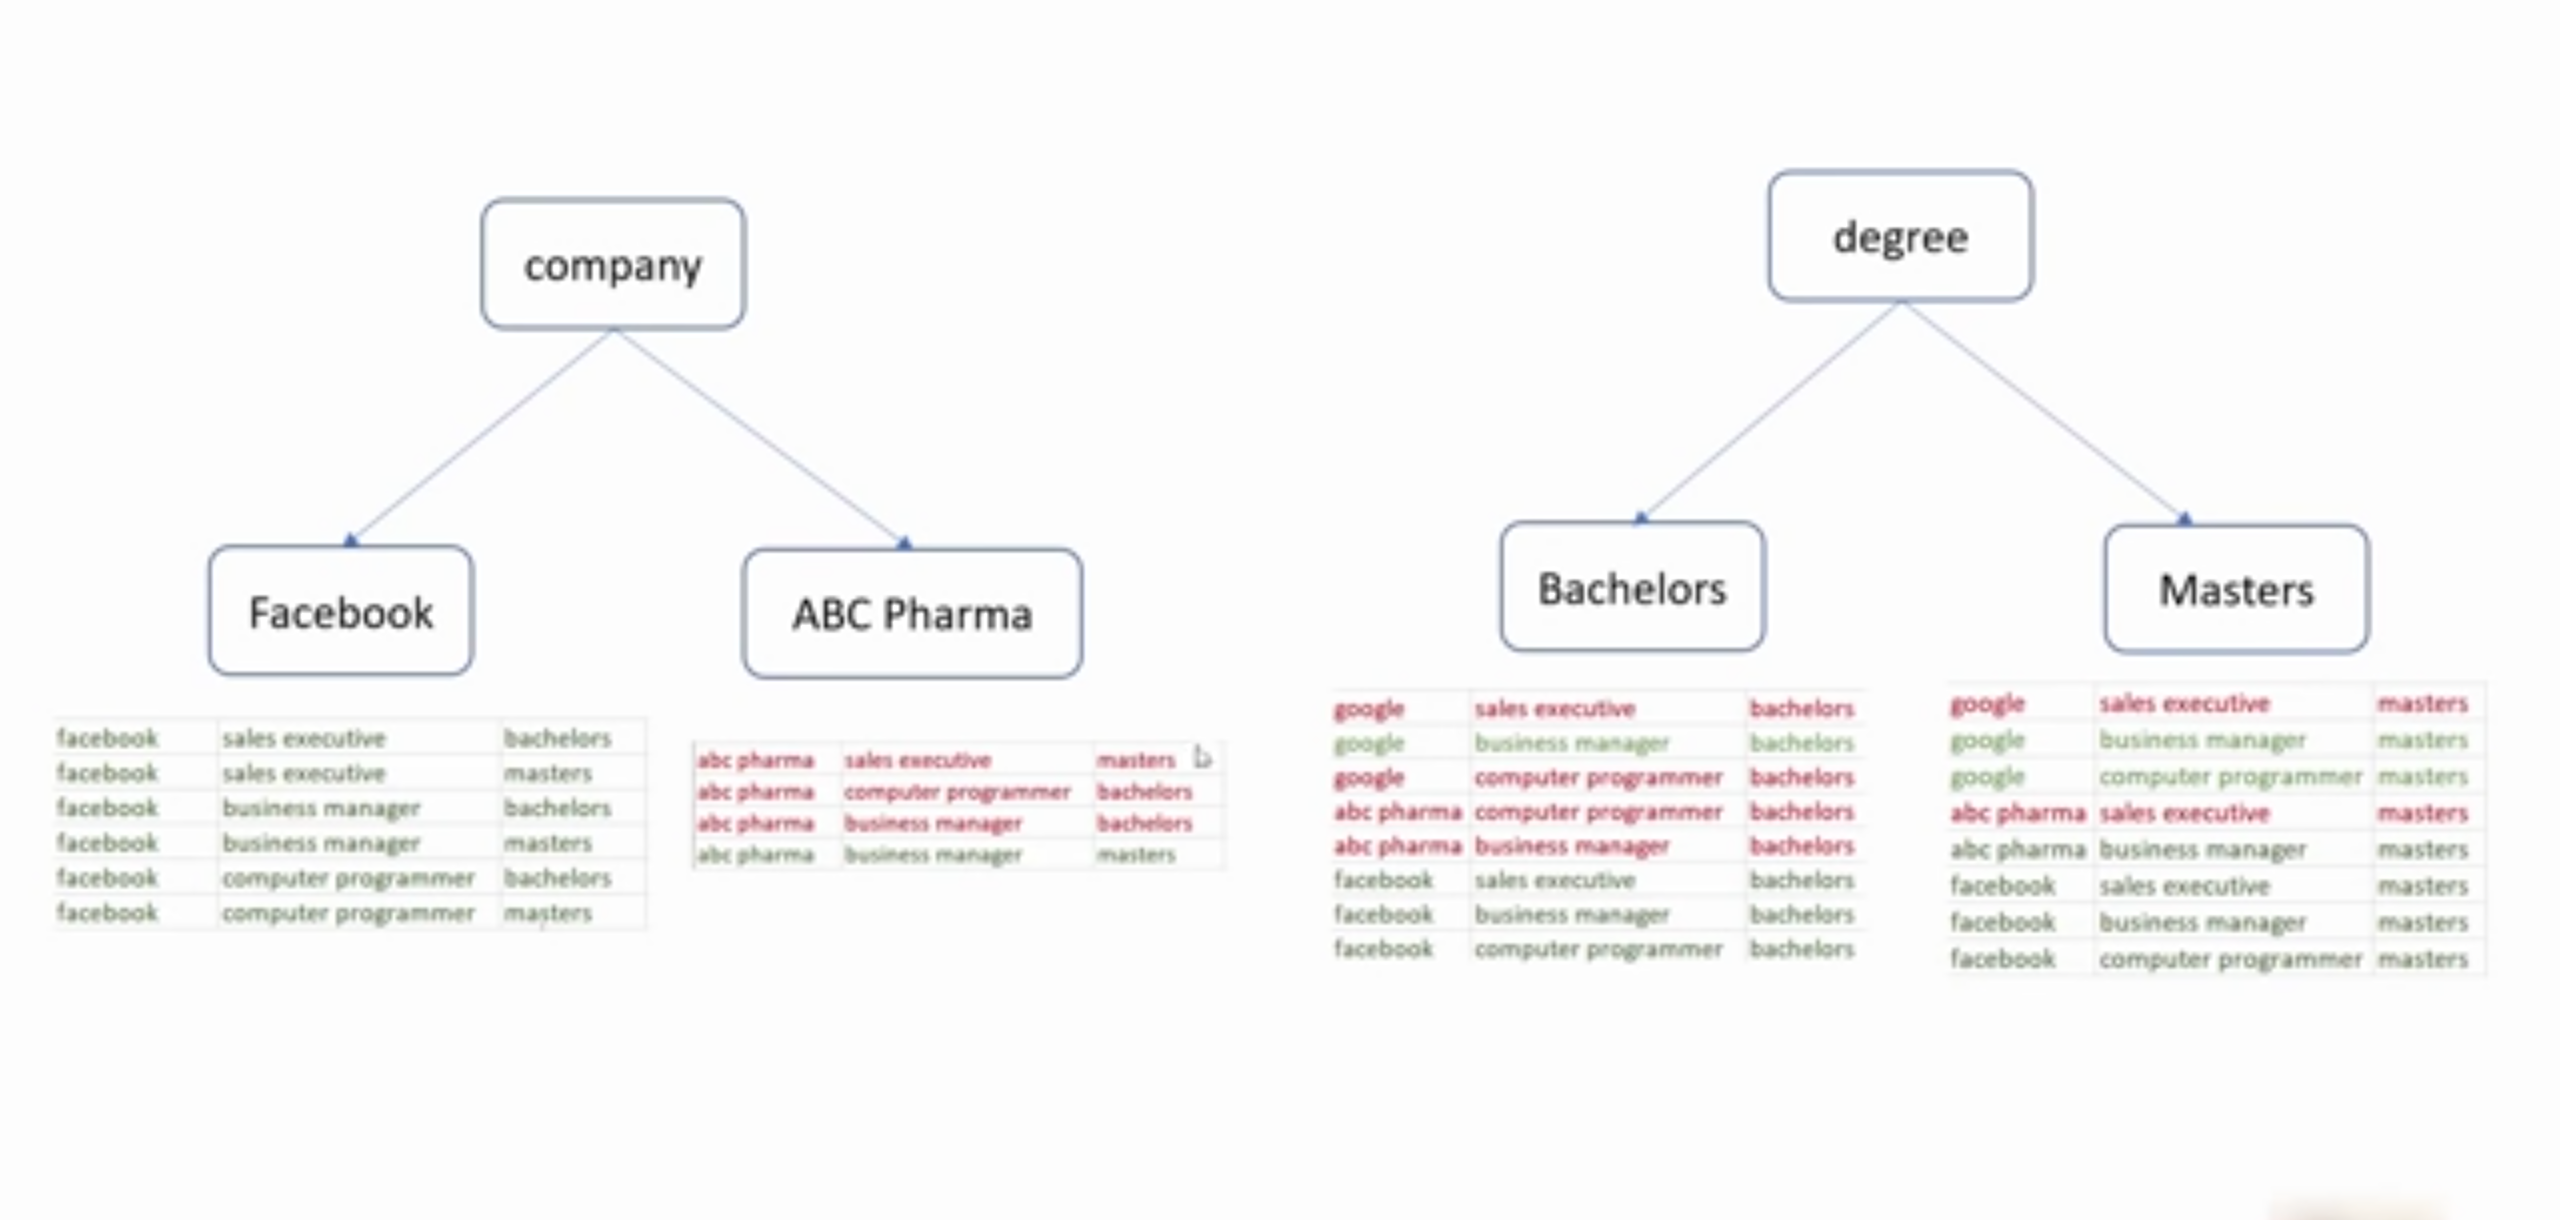 company
Facebook
ABC Pharma
facebook sales executive bachelors
facebook sales executive masters
facebook business manager bachelors
facebook business manager masters
facebook computer programmer bachelors
facebook computer programmer masters
abc pharma sales executive masters
abc pharma computer programmer bachelors
abc pharma business manager bachelors
abc pharma business manager masters
degree
Bachelors
Masters
google sales executive bachelors
google business manager bachelors
google computer programmer bachelors
abc pharma computer programmer bachelors
abc pharma business manager bachelors
facebook sales executive bachelors
facebook business manager bachelors
facebook computer programmer bachelors
google sales executive masters
google business manager masters
google computer programmer masters
abc pharma sales executive masters
abc pharma business manager masters
facebook sales executive masters
facebook business manager masters
facebook computer programmer masters